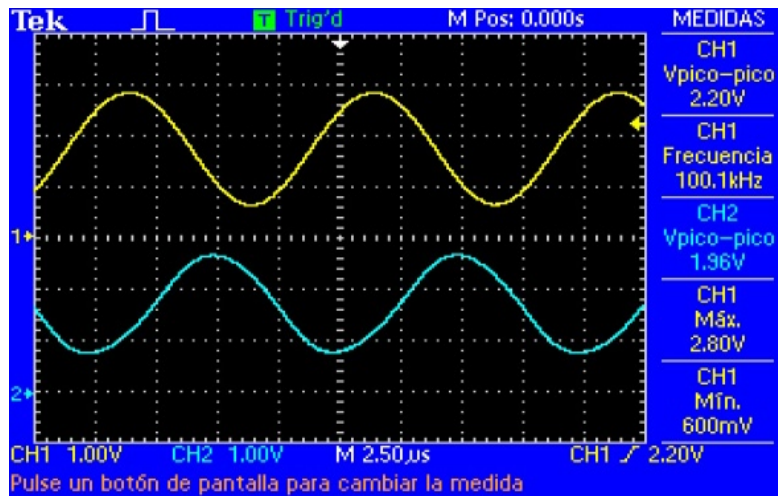 Tek T Trig'd M Pos: 0.000s MEDIDAS
CH1
Vpico-pico
2.20V
CH1
Frecuencia
100.1kHz
CH2
Vpico-pico
1.96V
CH1
Máx.
2.80V
CH1
Mín.
600mV
1
2
CH1 1.00V CH2 1.00V M 2.50µs CH1 2.20V
Pulse un botón de pantalla para cambiar la medida